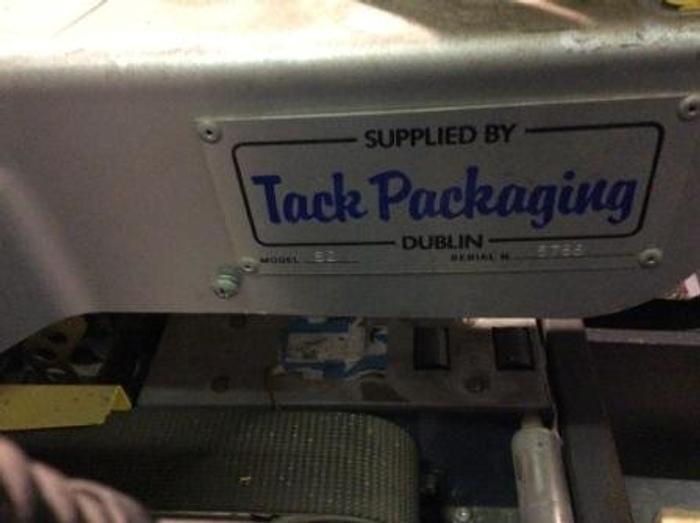 SUPPLIED BY
Tack Packaging
DUBLIN
MODEL SERIAL N